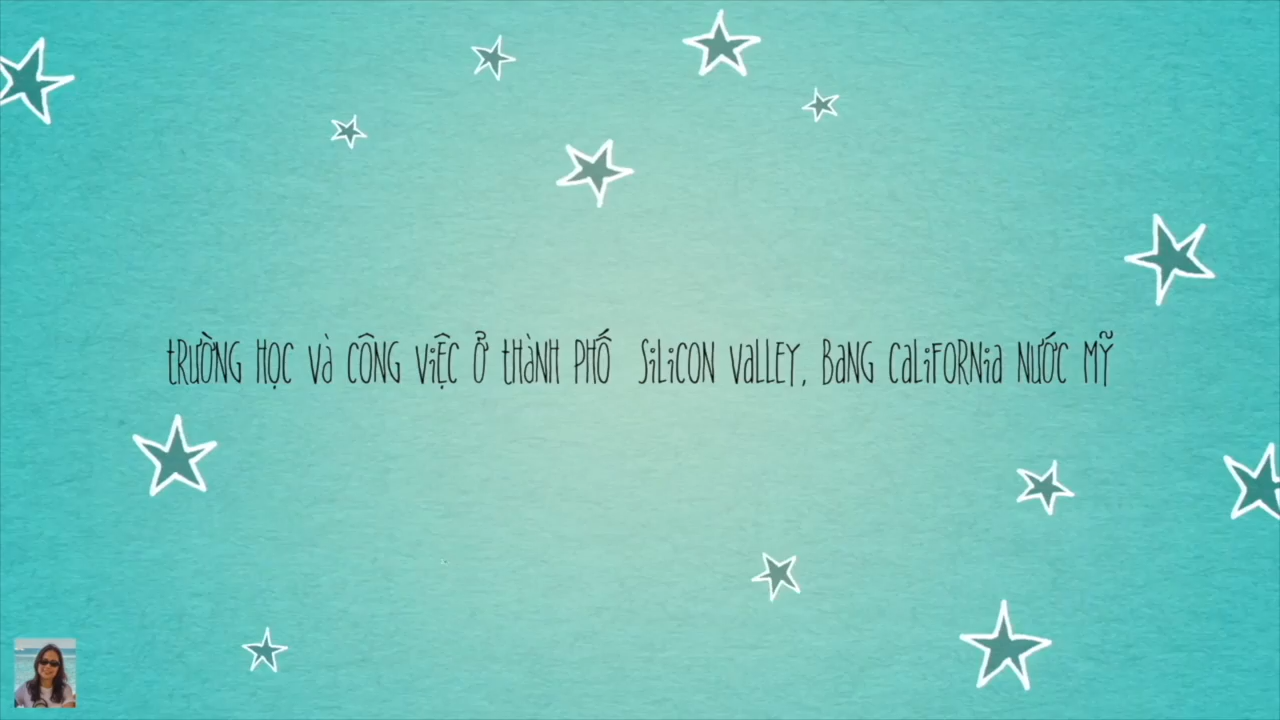 tRƯỜNG HỌC Và CÔNG ViỆC Ở tHàNH PHỐ SiLiCON VaLLEY, BaNG CaLiFORNia NƯỚC MỸ